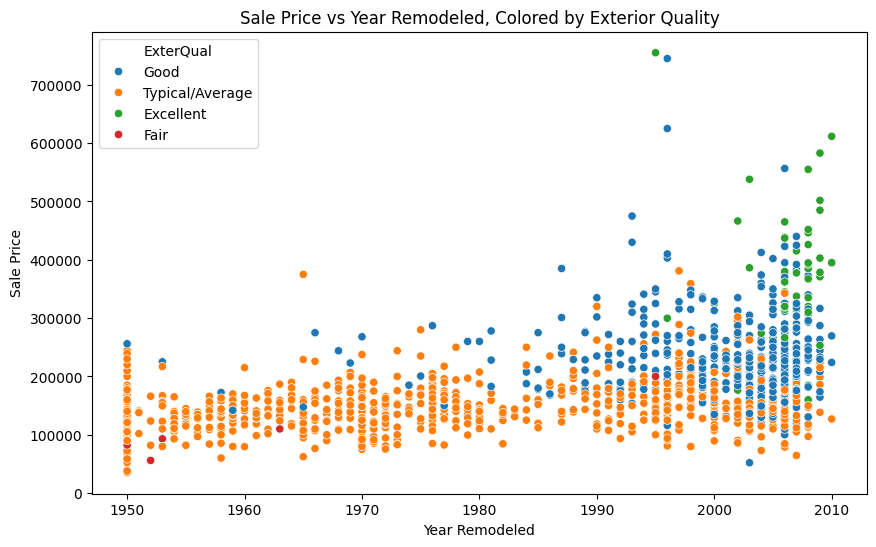 Sale Price vs Year Remodeled, Colored by Exterior Quality
ExterQual
Good
Typical/Average
Excellent
Fair
700000
600000
500000
400000
300000
200000
100000
0
Sale Price
1950 1960 1970 1980 1990 2000 2010
Year Remodeled